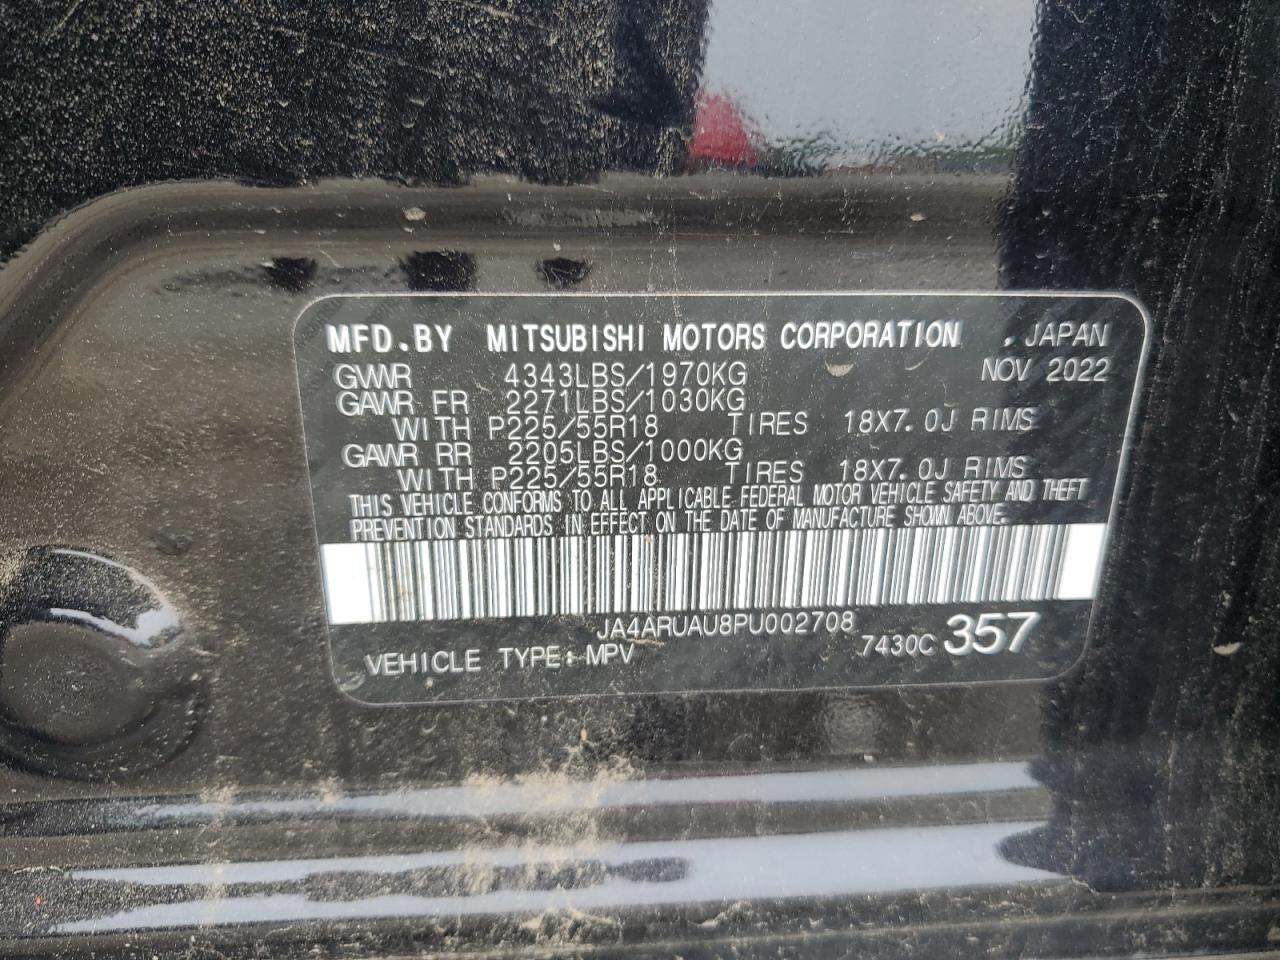 MFD.BY MITSUBISHI MOTORS CORPORATION , JAPAN
GVWR 4343LBS/1970KG NOV 2022
GAWR FR 2271LBS/1030KG
WITH P225/55R18 TIRES 18X7.0J RIMS
GAWR RR 2205LBS/1000KG
WITH P225/55R18 TIRES 18X7.0J RIMS
THIS VEHICLE CONFORMS TO ALL APPLICABLE FEDERAL MOTOR VEHICLE SAFETY AND THEFT
PREVENTION STANDARDS IN EFFECT ON THE DATE OF MANUFACTURE SHOWN ABOVE.
JA4ARUAU8PU002708
VEHICLE TYPE: MPV 7430C 357